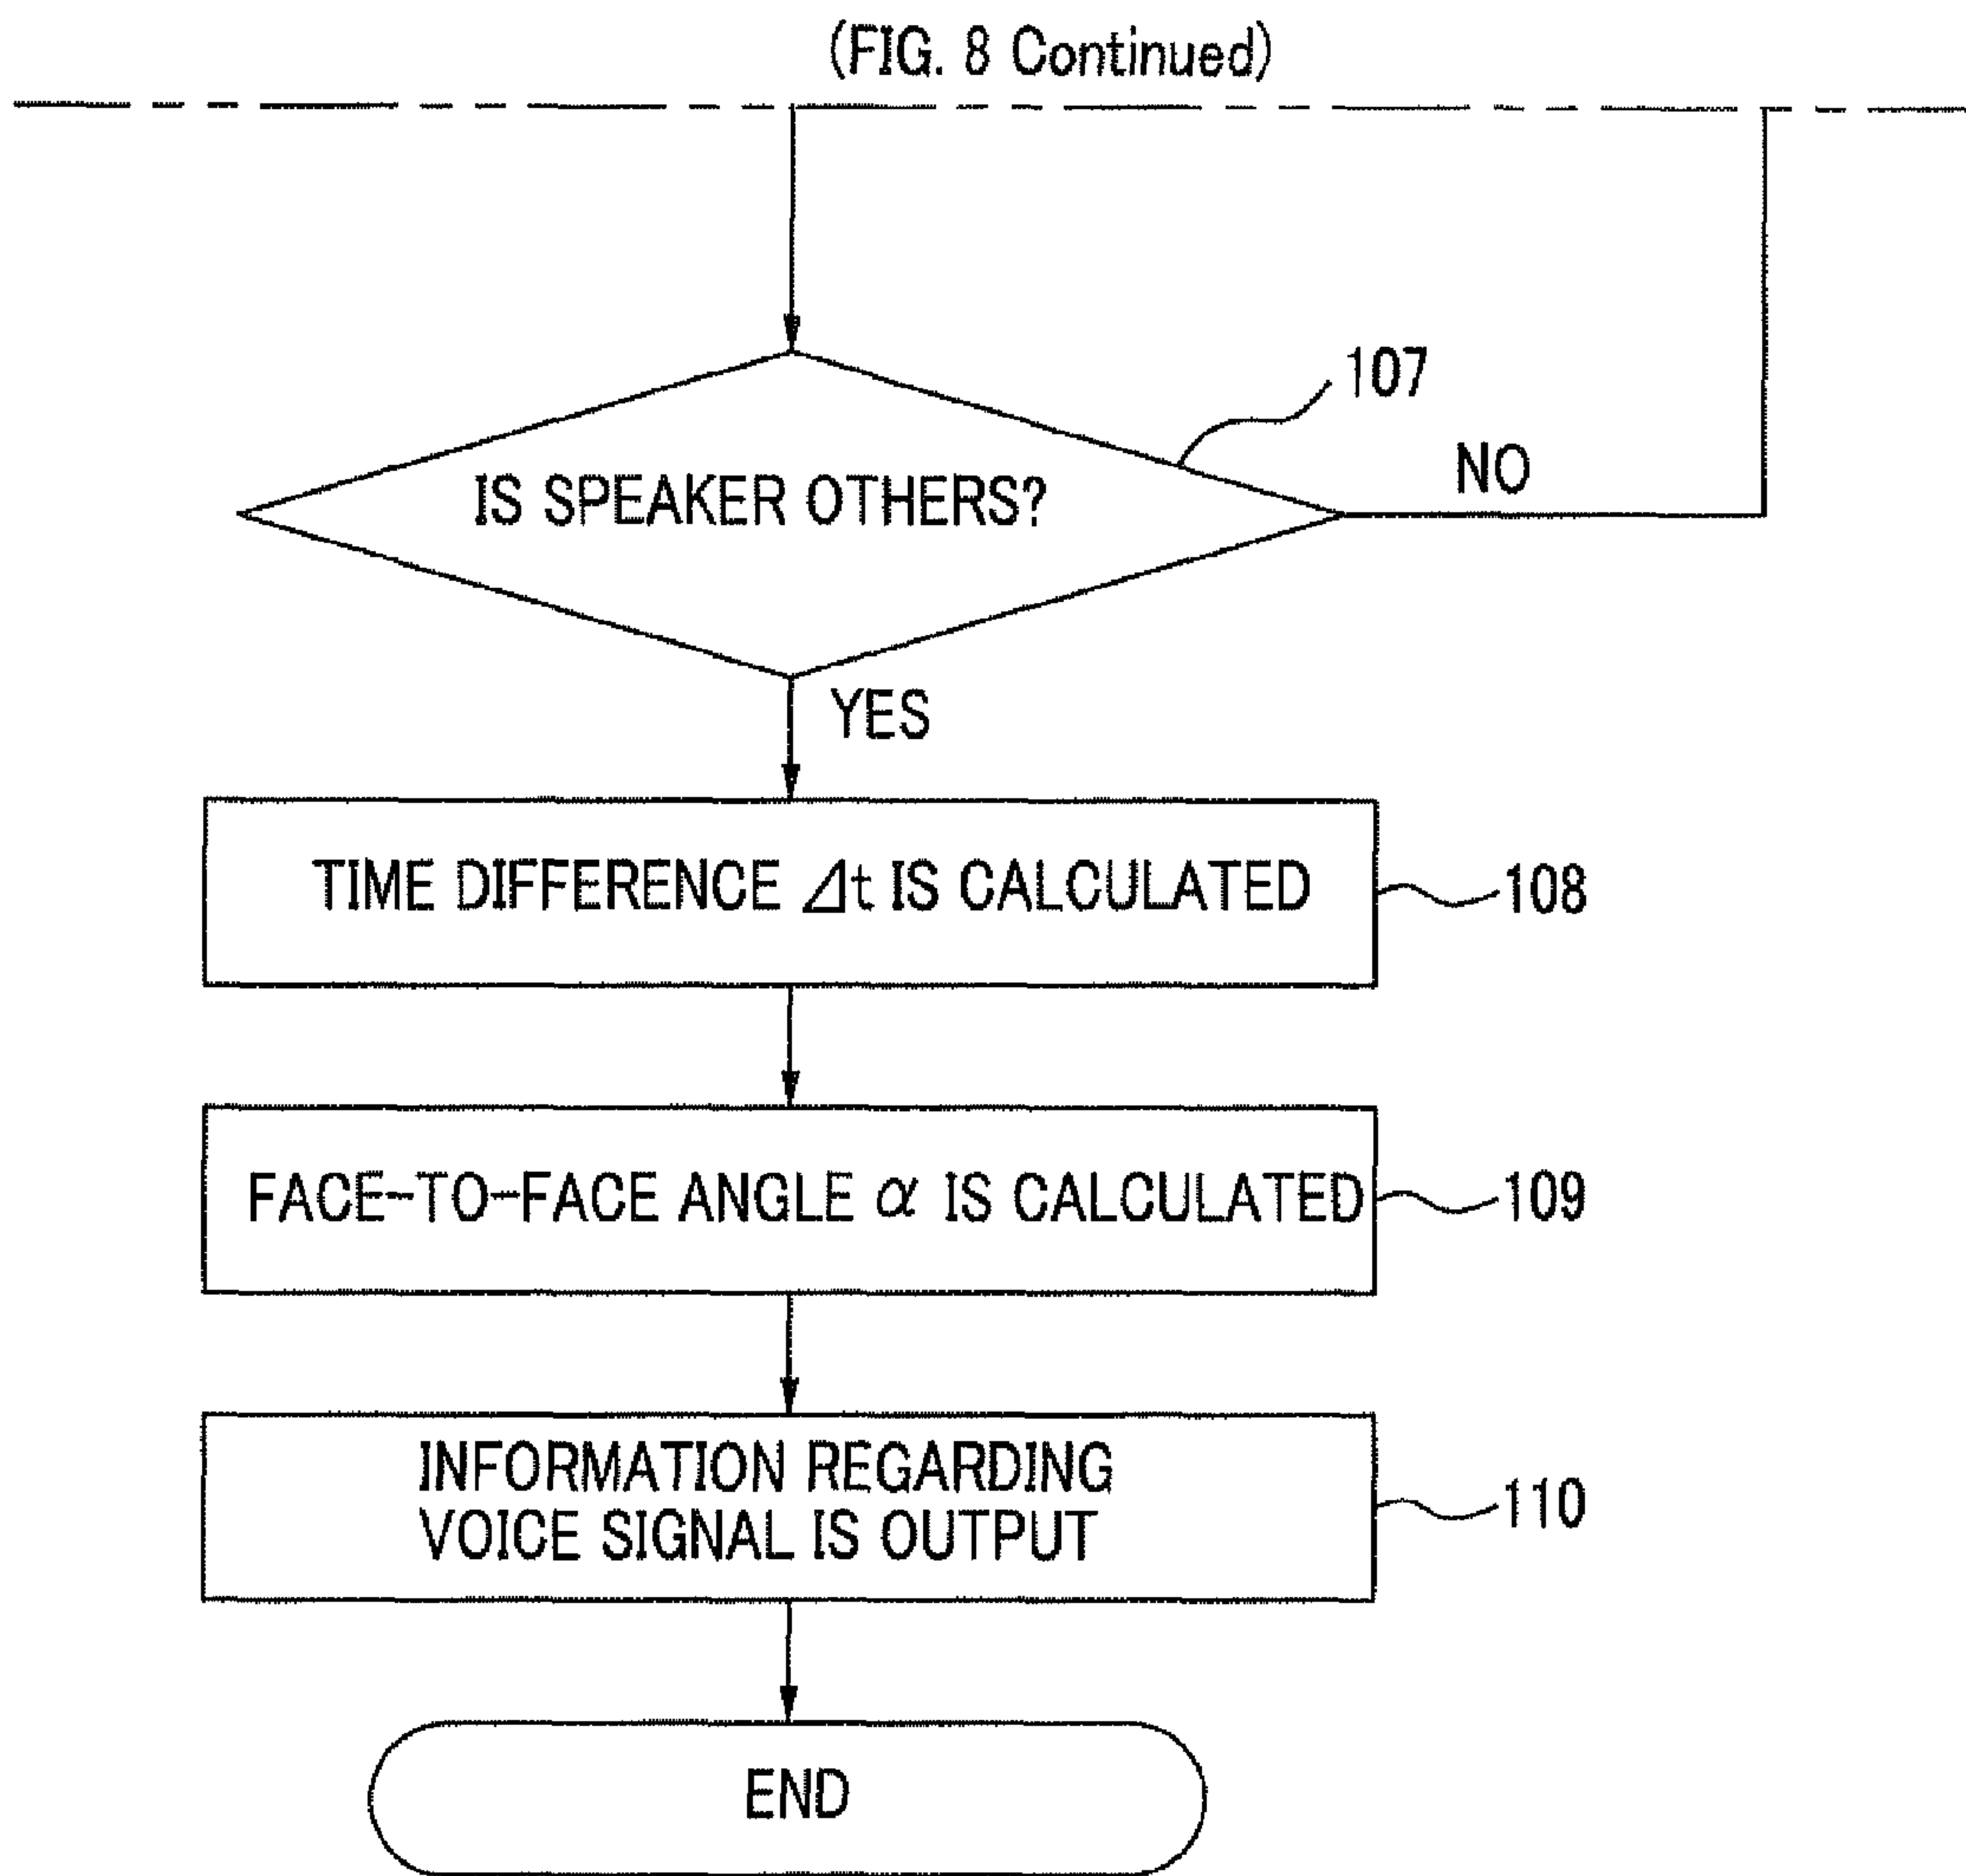 (FIG. 8 Continued)
107
IS SPEAKER OTHERS?
NO
YES
TIME DIFFERENCE ⊿t IS CALCULATED
108
FACE-TO-FACE ANGLE α IS CALCULATED
109
INFORMATION REGARDING
VOICE SIGNAL IS OUTPUT
110
END